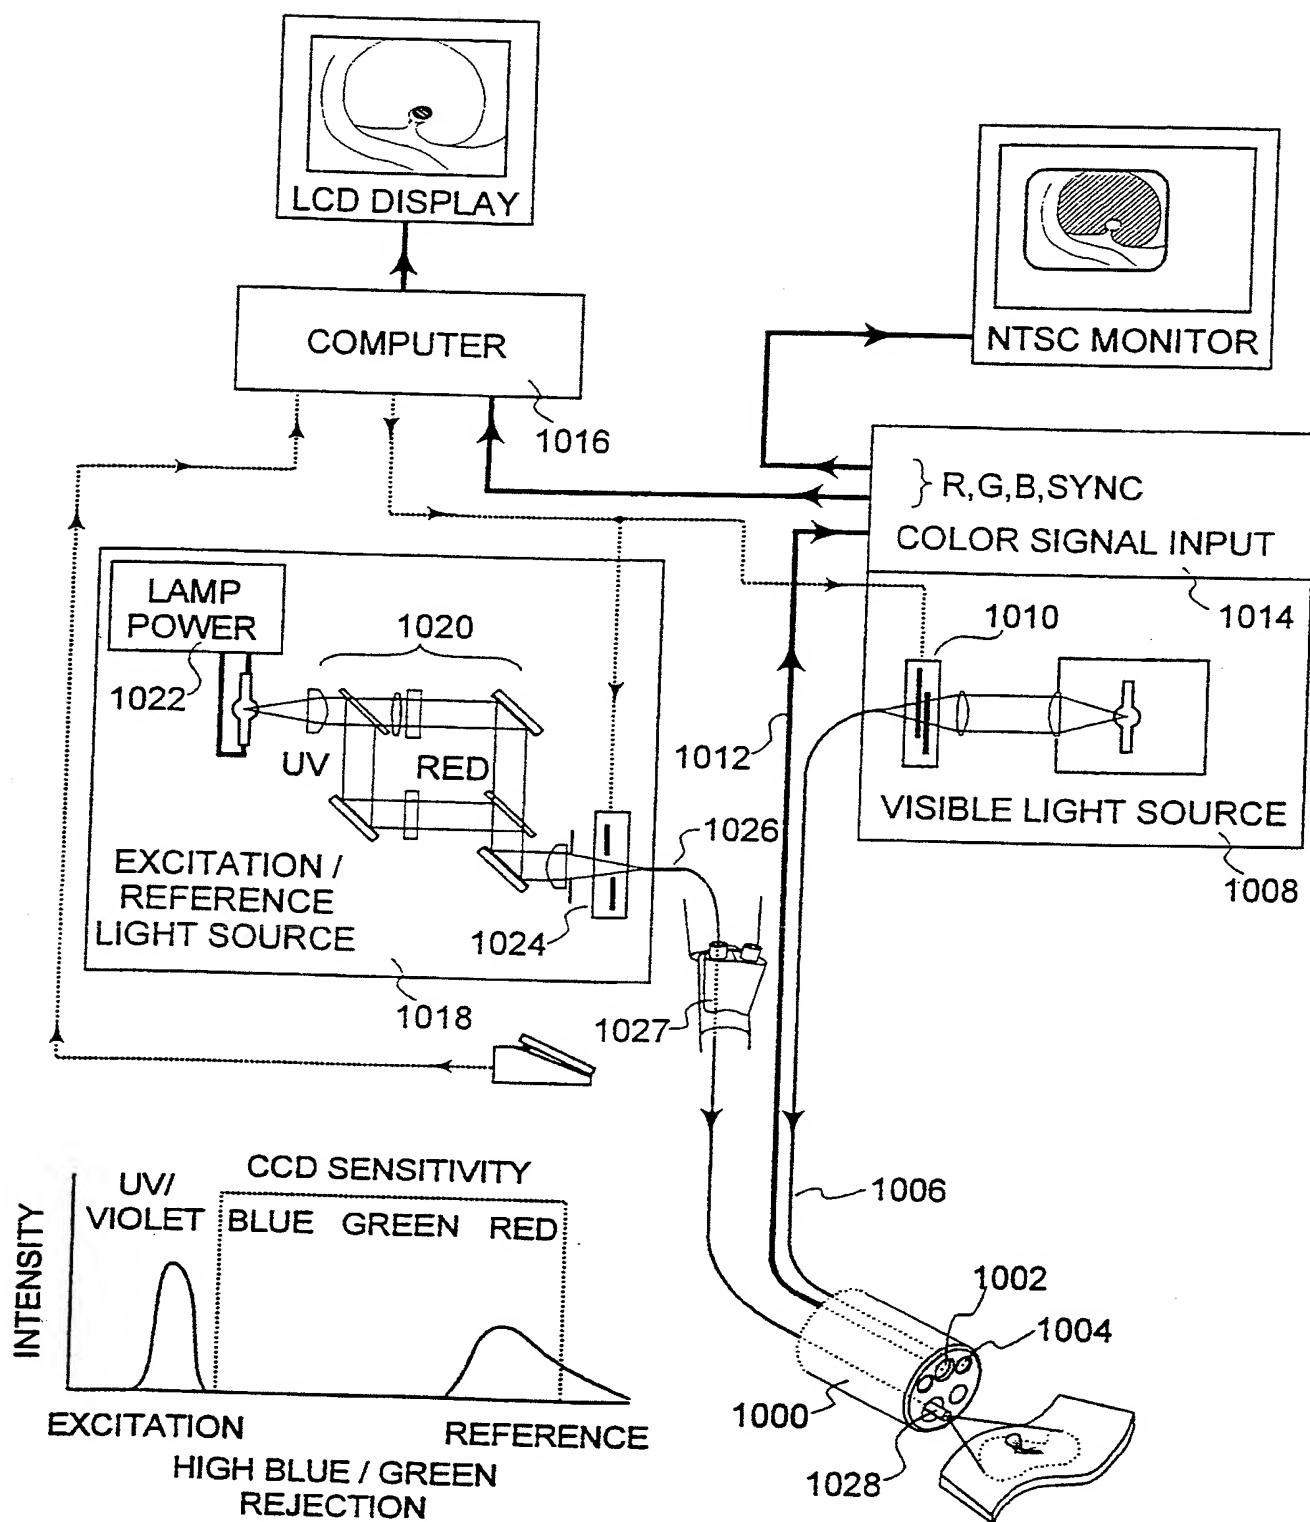 LCD DISPLAY
NTSC MONITOR
COMPUTER
1016
R,G,B,SYNC
COLOR SIGNAL INPUT
1014
LAMP
POWER
1022
1020
UV
RED
1010
1012
VISIBLE LIGHT SOURCE
1008
EXCITATION /
REFERENCE
LIGHT SOURCE
1024
1026
1018
1027
CCD SENSITIVITY
UV/
VIOLET
BLUE
GREEN
RED
INTENSITY
EXCITATION
REFERENCE
HIGH BLUE / GREEN
REJECTION
1006
1002
1004
1000
1028